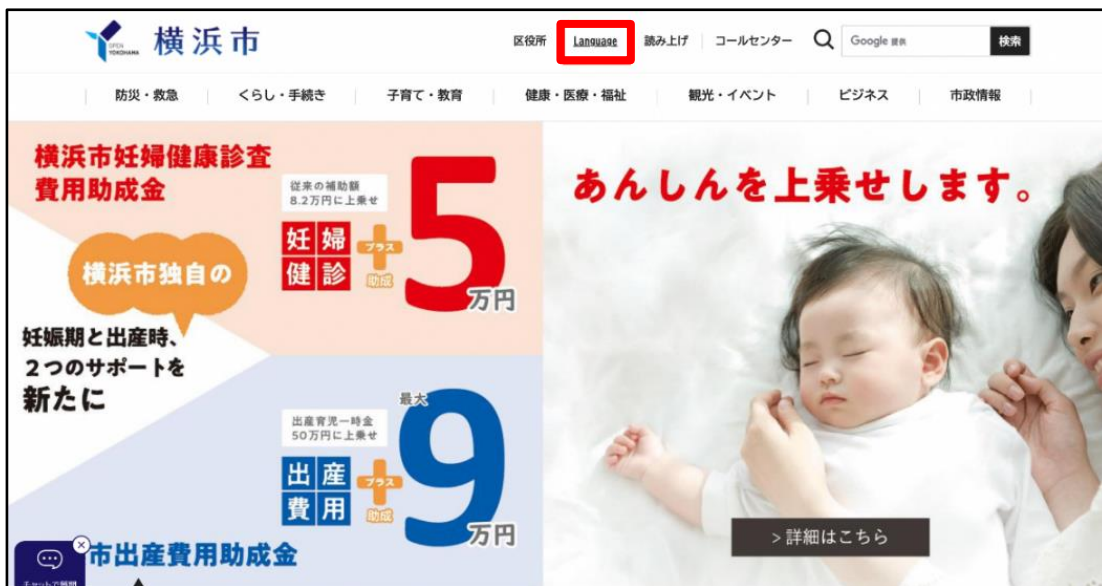 OPEN
YOKOHAMA
横浜市
区役所
Language
読み上げ
コールセンター
Google 提供
検索
防災・救急
くらし・手続き
子育て・教育
健康・医療・福祉
観光・イベント
ビジネス
市政情報
横浜市妊婦健康診査
費用助成金
従来の補助額
8.2万円に上乗せ
妊婦
健診
プラス
助成
5
万円
横浜市独自の
妊娠期と出産時、
2つのサポートを
新たに
出産育児一時金
50万円に上乗せ
出産
費用
プラス
助成
最大
9
万円
市出産費用助成金
あんしんを上乗せします。
>詳細はこちら